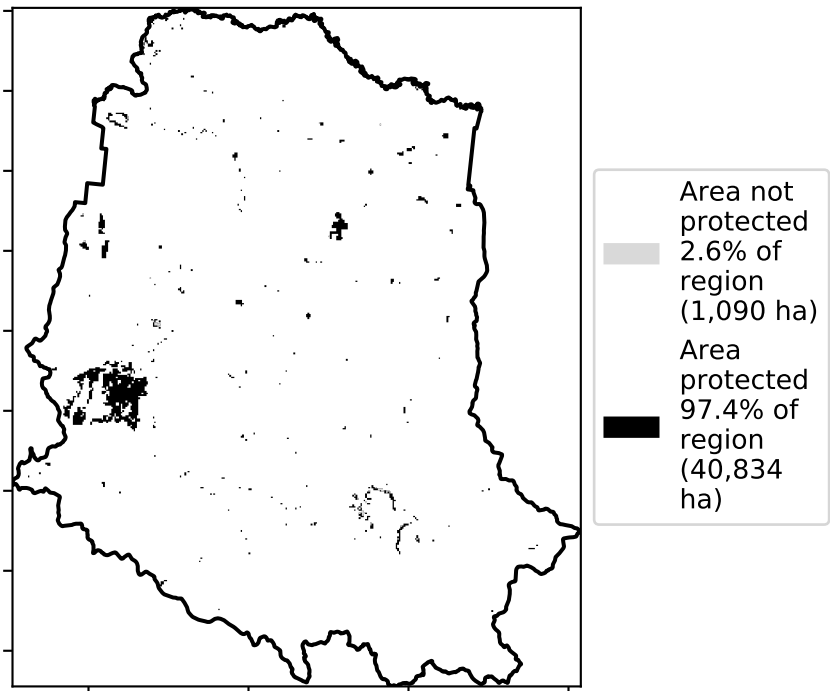 Area not
protected
2.6% of
region
(1,090 ha)
Area
protected
97.4% of
region
(40,834
ha)